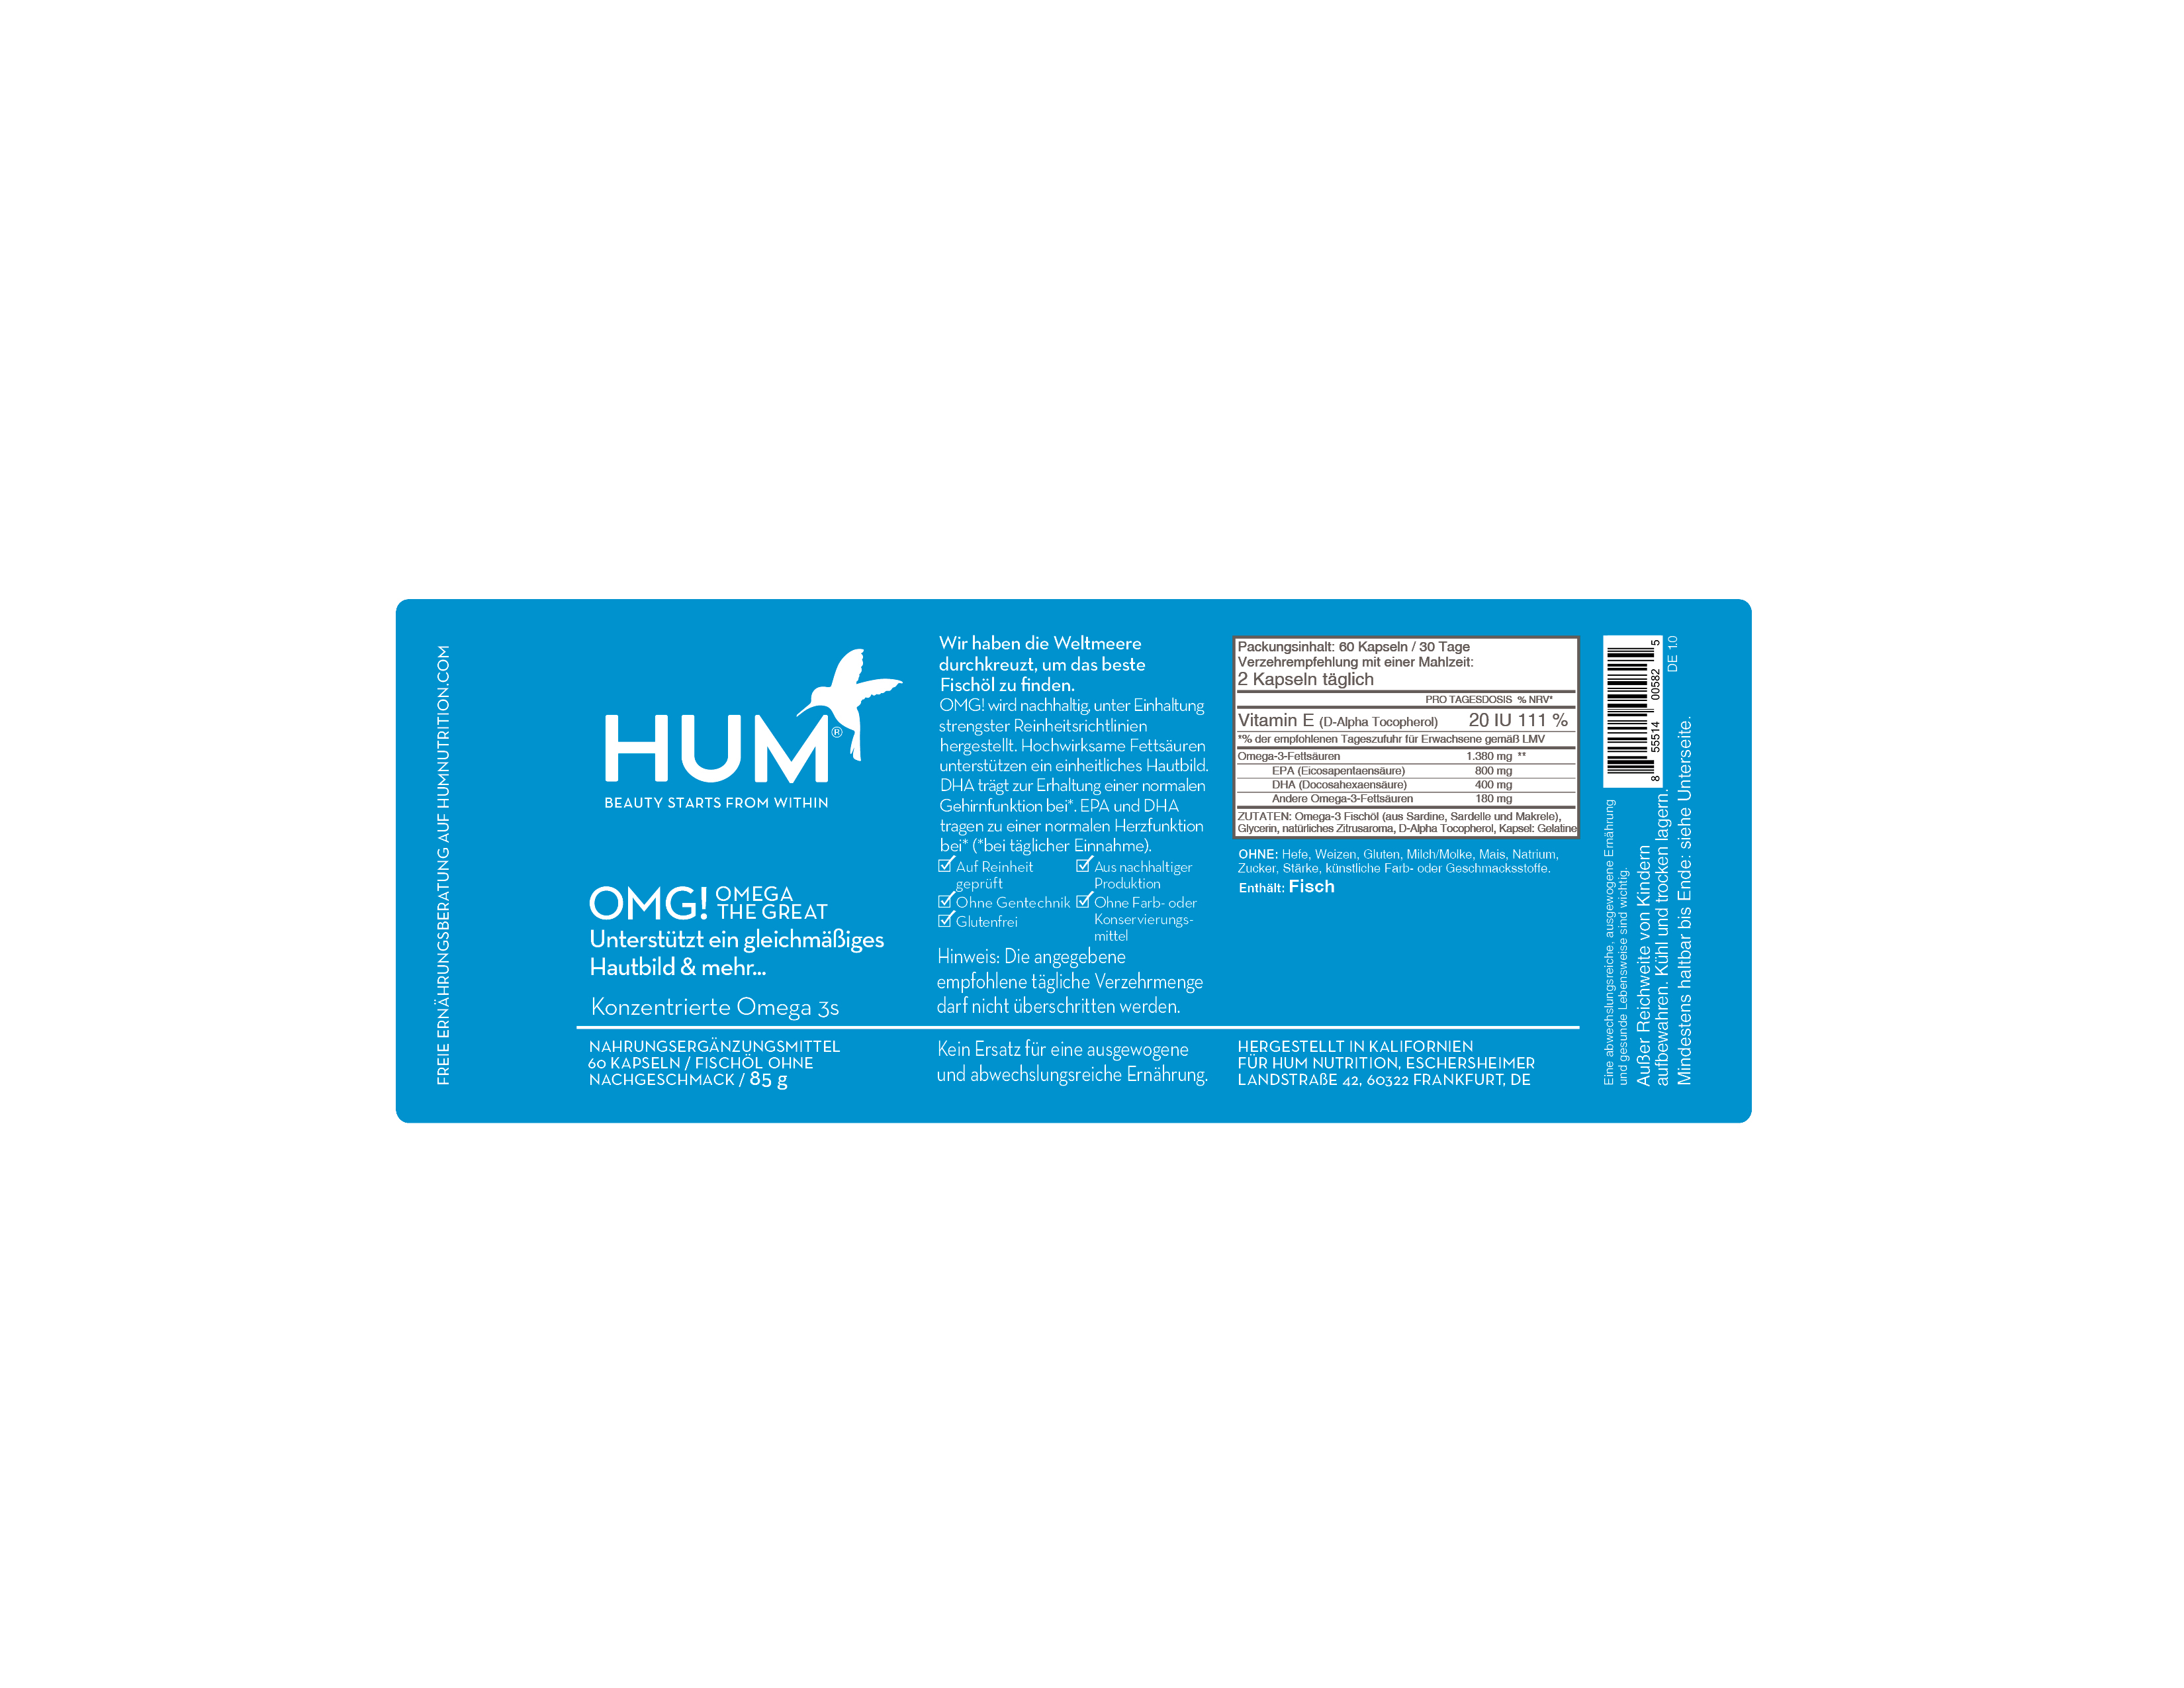 FREIE ERNÄHRUNGSBERATUNG AUF HUMNUTRITION.COM
HUM®
BEAUTY STARTS FROM WITHIN
OMG! OMEGA
THE GREAT
Unterstützt ein gleichmäßiges
Hautbild & mehr...
Konzentrierte Omega 3s
NAHRUNGSERGÄNZUNGSMITTEL
60 KAPSELN / FISCHÖL OHNE
NACHGESCHMACK / 85 g
Wir haben die Weltmeere
durchkreuzt, um das beste
Fischöl zu finden.
OMG! wird nachhaltig, unter Einhaltung
strengster Reinheitsrichtlinien
hergestellt. Hochwirksame Fettsäuren
unterstützen ein einheitliches Hautbild.
DHA trägt zur Erhaltung einer normalen
Gehirnfunktion bei*. EPA und DHA
tragen zu einer normalen Herzfunktion
bei* (*bei täglicher Einnahme).
Auf Reinheit
geprüft
Ohne Gentechnik
Glutenfrei
Aus nachhaltiger
Produktion
Ohne Farb- oder
Konservierungs-
mittel
Hinweis: Die angegebene
empfohlene tägliche Verzehrmenge
darf nicht überschritten werden.
Kein Ersatz für eine ausgewogene
und abwechslungsreiche Ernährung.
Packungsinhalt: 60 Kapseln / 30 Tage
Verzehrempfehlung mit einer Mahlzeit:
2 Kapseln täglich
PRO TAGESDOSIS % NRV*
Vitamin E (D-Alpha Tocopherol) 20 IU 111 %
*% der empfohlenen Tageszufuhr für Erwachsene gemäß LMV
Omega-3-Fettsäuren 1.380 mg **
EPA (Eicosapentaensäure) 800 mg
DHA (Docosahexaensäure) 400 mg
Andere Omega-3-Fettsäuren 180 mg
ZUTATEN: Omega-3 Fischöl (aus Sardine, Sardelle und Makrele),
Glycerin, natürliches Zitrusaroma, D-Alpha Tocopherol, Kapsel: Gelatine
OHNE: Hefe, Weizen, Gluten, Milch/Molke, Mais, Natrium,
Zucker, Stärke, künstliche Farb- oder Geschmacksstoffe.
Enthält: Fisch
HERGESTELLT IN KALIFORNIEN
FÜR HUM NUTRITION, ESCHERSHEIMER
LANDSTRAßE 42, 60322 FRANKFURT, DE
8 55514 00582 5
DE 1.0
Eine abwechslungsreiche, ausgewogene Ernährung
und gesunde Lebensweise sind wichtig.
Außer Reichweite von Kindern
aufbewahren. Kühl und trocken lagern.
Mindestens haltbar bis Ende: siehe Unterseite.